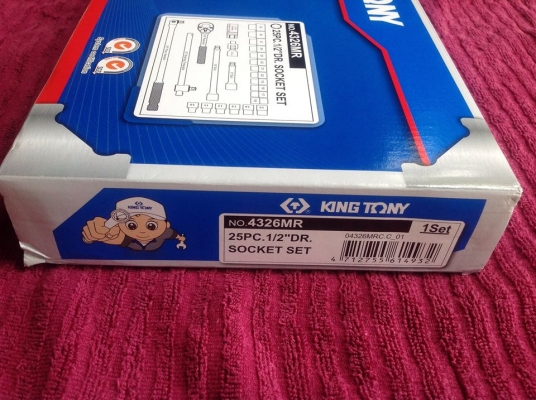 TONY
NO.4326MR
25PC.1/2"DR. SOCKET SET
KING TONY
NO.4326MR
1Set
25PC.1/2"DR.
SOCKET SET
04326MRC.C_01
4 712755 614932